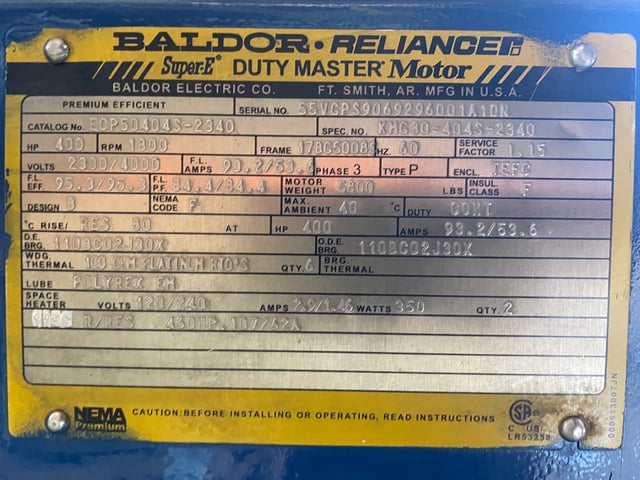 BALDOR • RELIANCE
SuperE® DUTY MASTER® Motor
BALDOR ELECTRIC CO. FT. SMITH, AR. MFG IN U.S.A.
PREMIUM EFFICIENT SERIAL NO. 55VGPS9069296001A1DN
CATALOG NO. ECP50404S-2340 SPEC. NO. KMG30-404S-2340
HP 400 RPM 1800 FRAME HZ. 60 SERVICE FACTOR 1.15
VOLTS 2300/4000 F.L. AMPS 93.2/53.6 PHASE 3 TYPE P ENCL. TEFC
F.L. EFF. 95.3/95.3 F.L. P.F. 84.4/84.4 MOTOR WEIGHT LBS INSUL. CLASS F
DESIGN B NEMA CODE F MAX. AMBIENT 40 °C DUTY CONT
°C RISE/ RES 80 AT HP 400 AMPS 93.2/53.6
D.E. BRG. 110BC02J30X O.D.E. BRG. 110BC02J30X
WDG. THERMAL 100 OHM PLATINUM RTD'S QTY. 6 BRG. THERMAL
LUBE POLYREX EM
SPACE HEATER VOLTS 120/240 AMPS 2.9/1.46 WATTS 350 QTY. 2
R/RES 460HP, 107/62A
NEMA Premium CAUTION: BEFORE INSTALLING OR OPERATING, READ INSTRUCTIONS
C US
LR53258
000613007JN